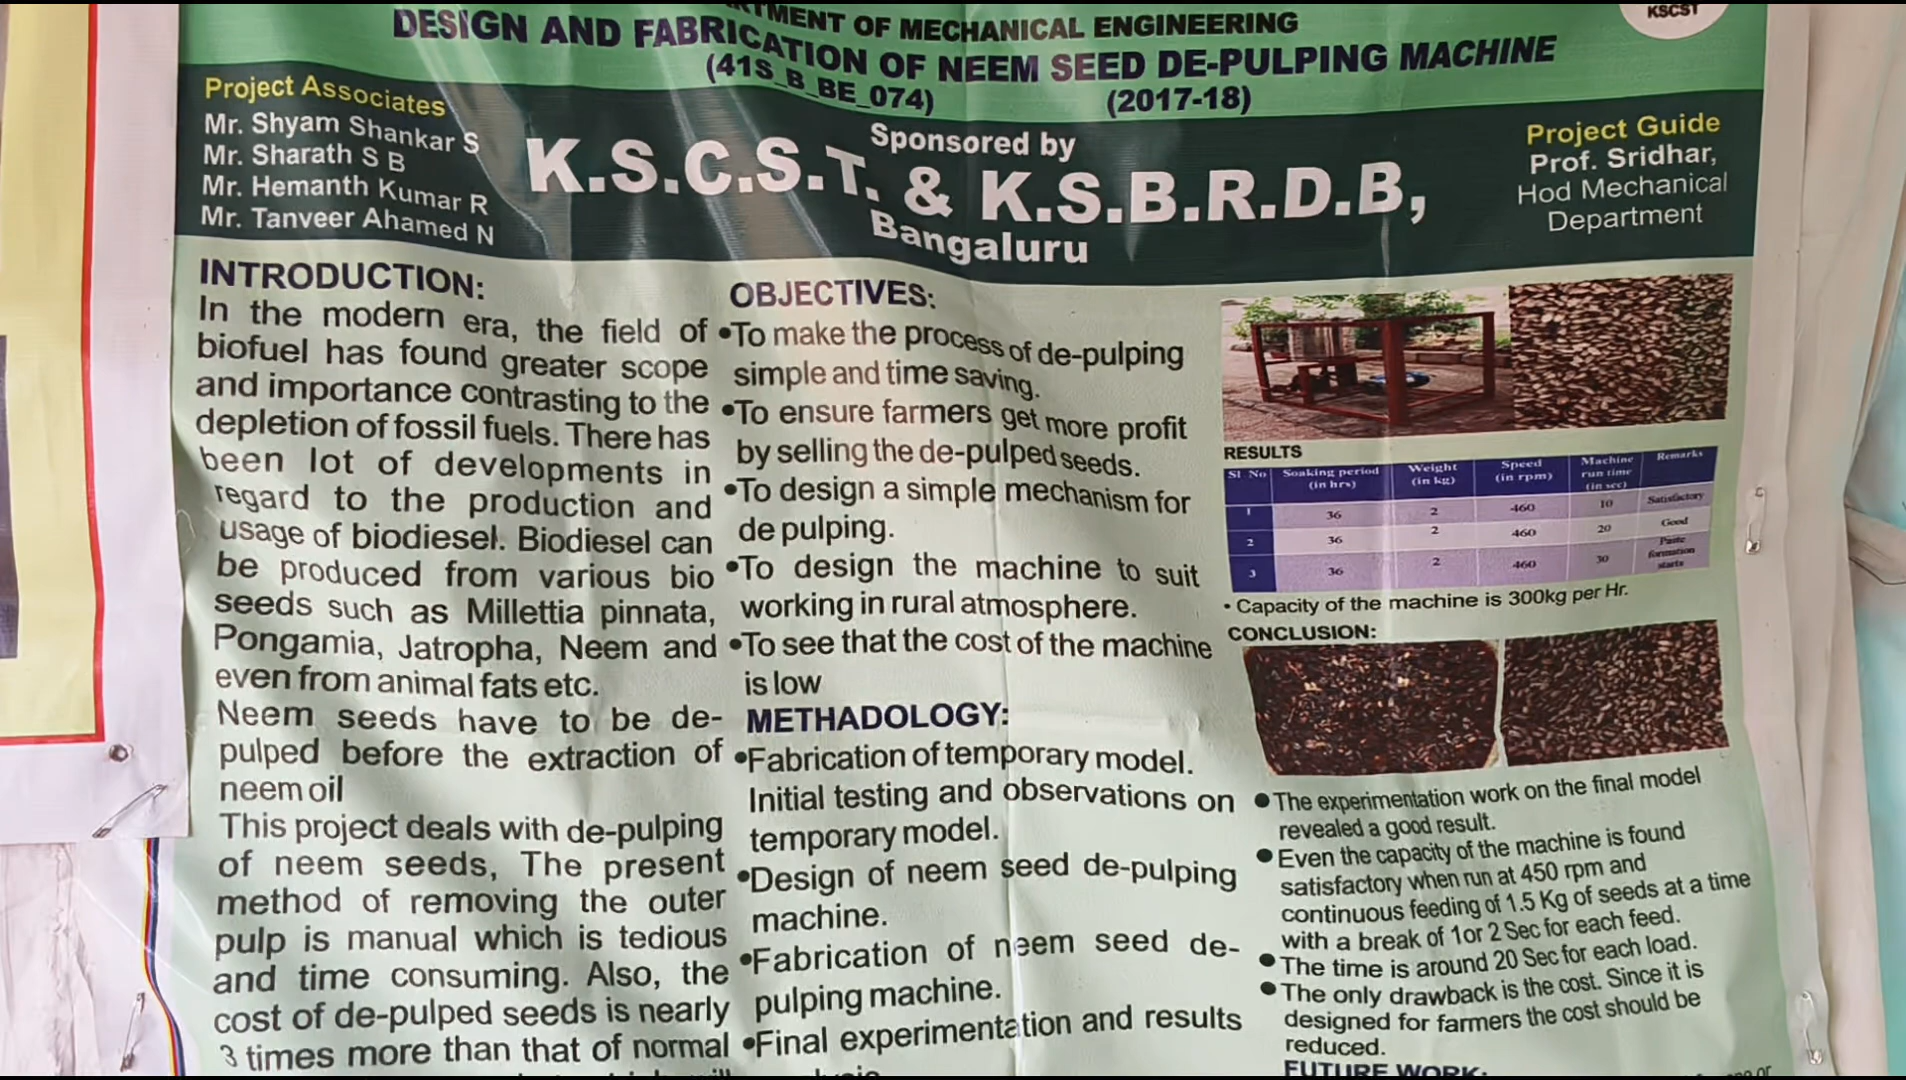 KSCST
MENT OF MECHANICAL ENGINEERING
DESIGN AND FABRICATION OF NEEM SEED DE-PULPING MACHINE
(41S_B_BE_074) (2017-18)
Project Associates
Mr. Shyam Shankar S
Mr. Sharath S B
Mr. Hemanth Kumar R
Mr. Tanveer Ahamed N
Sponsored by
K.S.C.S.T. & K.S.B.R.D.B,
Bangaluru
Project Guide
Prof. Sridhar,
Hod Mechanical
Department
INTRODUCTION:
In the modern era, the field of
biofuel has found greater scope
and importance contrasting to the
depletion of fossil fuels. There has
been lot of developments in
regard to the production and
usage of biodiesel. Biodiesel can
be produced from various bio
seeds such as Millettia pinnata,
Pongamia, Jatropha, Neem and
even from animal fats etc.
Neem seeds have to be de-
pulped before the extraction of
neem oil
This project deals with de-pulping
of neem seeds, The present
method of removing the outer
pulp is manual which is tedious
and time consuming. Also, the
cost of de-pulped seeds is nearly
3 times more than that of normal
OBJECTIVES:
•To make the process of de-pulping
simple and time saving.
•To ensure farmers get more profit
by selling the de-pulped seeds.
•To design a simple mechanism for
de pulping.
•To design the machine to suit
working in rural atmosphere.
•To see that the cost of the machine
is low
METHADOLOGY:
•Fabrication of temporary model.
Initial testing and observations on
temporary model.
•Design of neem seed de-pulping
machine.
•Fabrication of neem seed de-
pulping machine.
•Final experimentation and results
RESULTS
Sl No Soaking period (in hrs) Weight (in kg) Speed (in rpm) Machine run time (in sec) Remarks
1 36 2 460 10 Satisfactory
2 36 2 460 20 Good
3 36 2 460 30 Paste formation starts
• Capacity of the machine is 300kg per Hr.
CONCLUSION:
• The experimentation work on the final model
revealed a good result.
• Even the capacity of the machine is found
satisfactory when run at 450 rpm and
continuous feeding of 1.5 Kg of seeds at a time
with a break of 1or 2 Sec for each feed.
• The time is around 20 Sec for each load.
• The only drawback is the cost. Since it is
designed for farmers the cost should be
reduced.
FUTURE WORK: